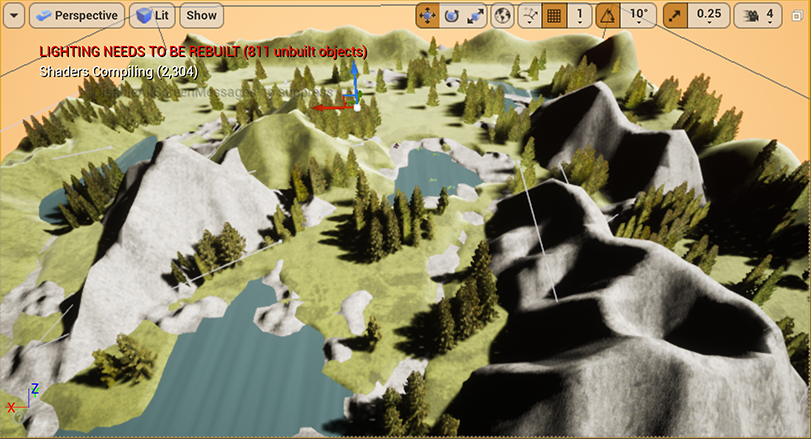 Perspective Lit Show 1 10° 0.25 4
LIGHTING NEEDS TO BE REBUILT (811 unbuilt objects)
Shaders Compiling (2,304)
Z
X